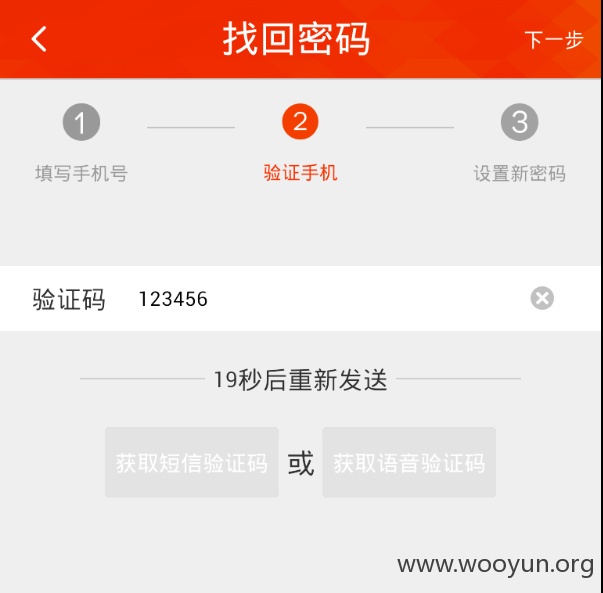 找回密码 下一步
1 2 3
填写手机号 验证手机 设置新密码
验证码 123456
19秒后重新发送
获取短信验证码 或 获取语音验证码
www.wooyun.org